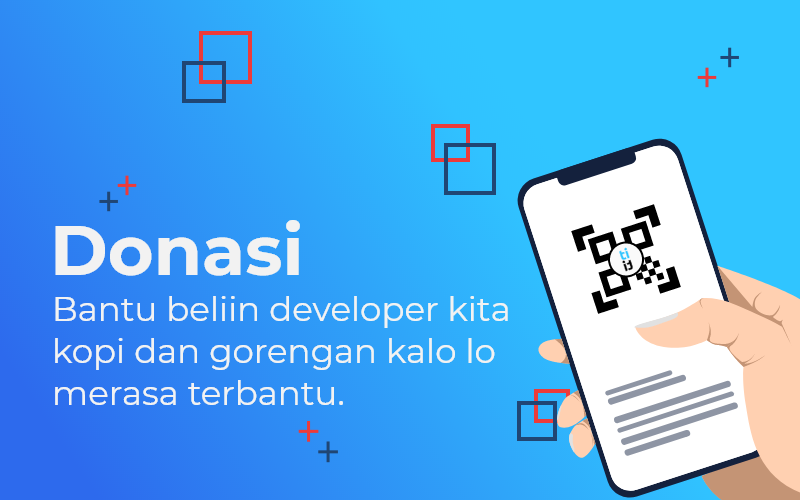 Donasi
Bantu beliin developer kita
kopi dan gorengan kalo lo
merasa terbantu.